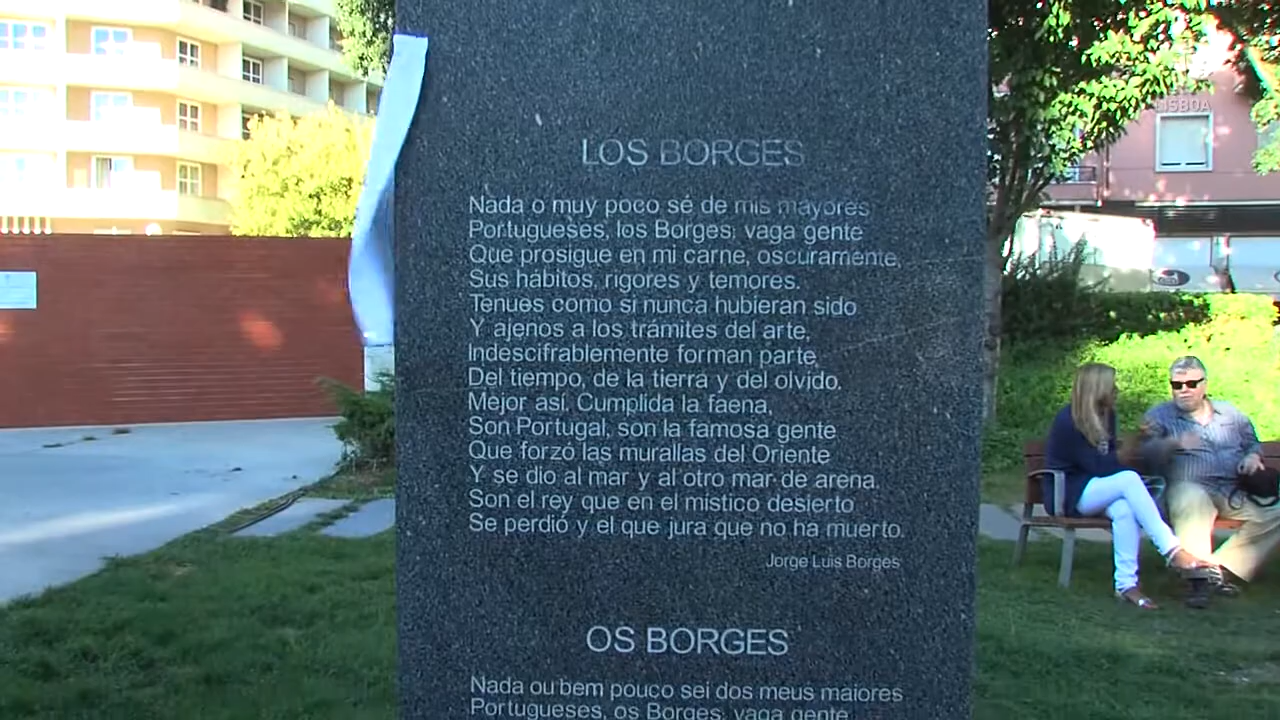 LISBOA
LOS BORGES
Nada o muy poco sé de mis mayores
Portugueses, los Borges: vaga gente
Que prosigue en mi carne, oscuramente,
Sus hábitos, rigores y temores.
Tenues como si nunca hubieran sido
Y ajenos a los trámites del arte,
Indescifrablemente forman parte
Del tiempo, de la tierra y del olvido.
Mejor así. Cumplida la faena,
Son Portugal, son la famosa gente
Que forzó las murallas del Oriente
Y se dio al mar y al otro mar de arena.
Son el rey que en el místico desierto
Se perdió y el que jura que no ha muerto.
Jorge Luis Borges
OS BORGES
Nada ou bem pouco sei dos meus maiores
Portugueses, os Borges: vaga gente